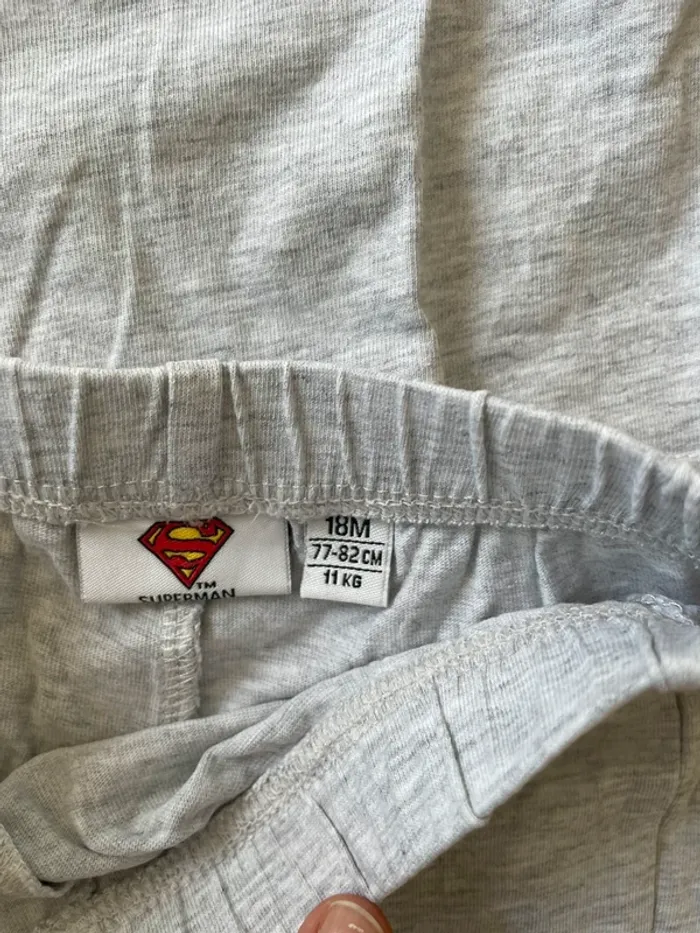 TM
SUPERMAN
18M
77-82 CM
11 KG